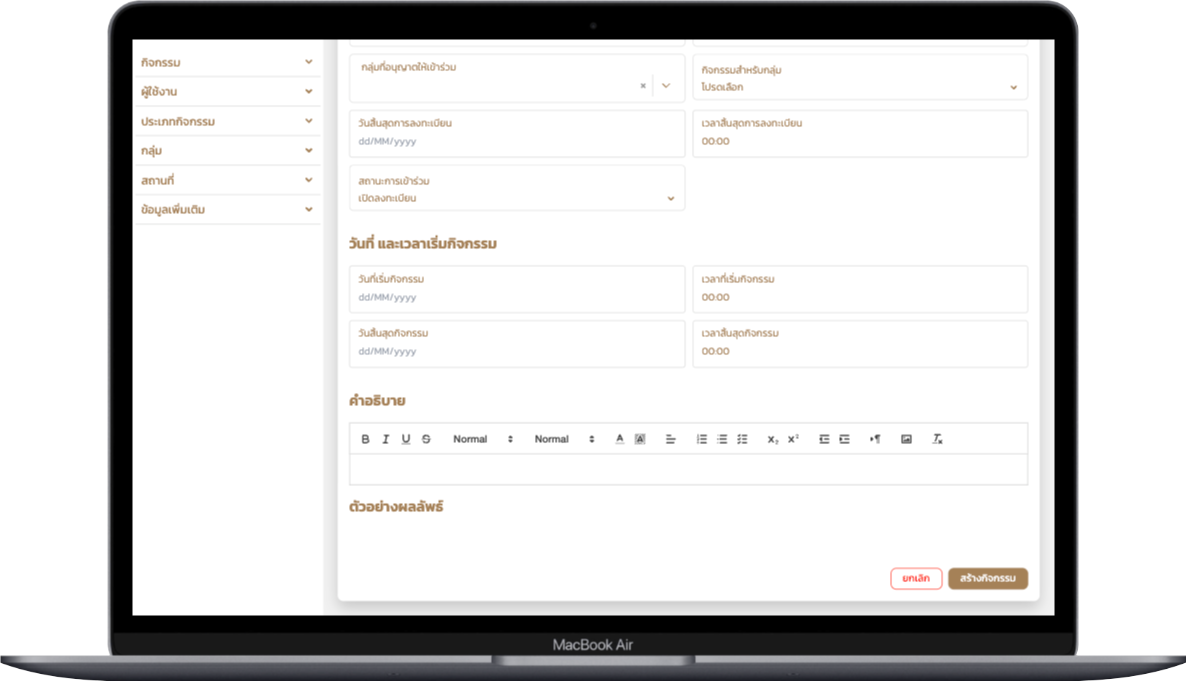 กิจกรรม
ผู้ใช้งาน
ประเภทกิจกรรม
กลุ่ม
สถานที่
ข้อมูลเพิ่มเติม
กลุ่มที่อนุญาตให้เข้าร่วม
กิจกรรมสำหรับกลุ่ม
โปรดเลือก
วันสิ้นสุดการลงทะเบียน
dd/MM/yyyy
เวลาสิ้นสุดการลงทะเบียน
00:00
สถานะการเข้าร่วม
เปิดลงทะเบียน
วันที่ และเวลาเริ่มกิจกรรม
วันที่เริ่มกิจกรรม
dd/MM/yyyy
เวลาที่เริ่มกิจกรรม
00:00
วันสิ้นสุดกิจกรรม
dd/MM/yyyy
เวลาสิ้นสุดกิจกรรม
00:00
คำอธิบาย
B I U S Normal Normal A A X₂ X²
ตัวอย่างผลลัพธ์
ยกเลิก สร้างกิจกรรม
MacBook Air